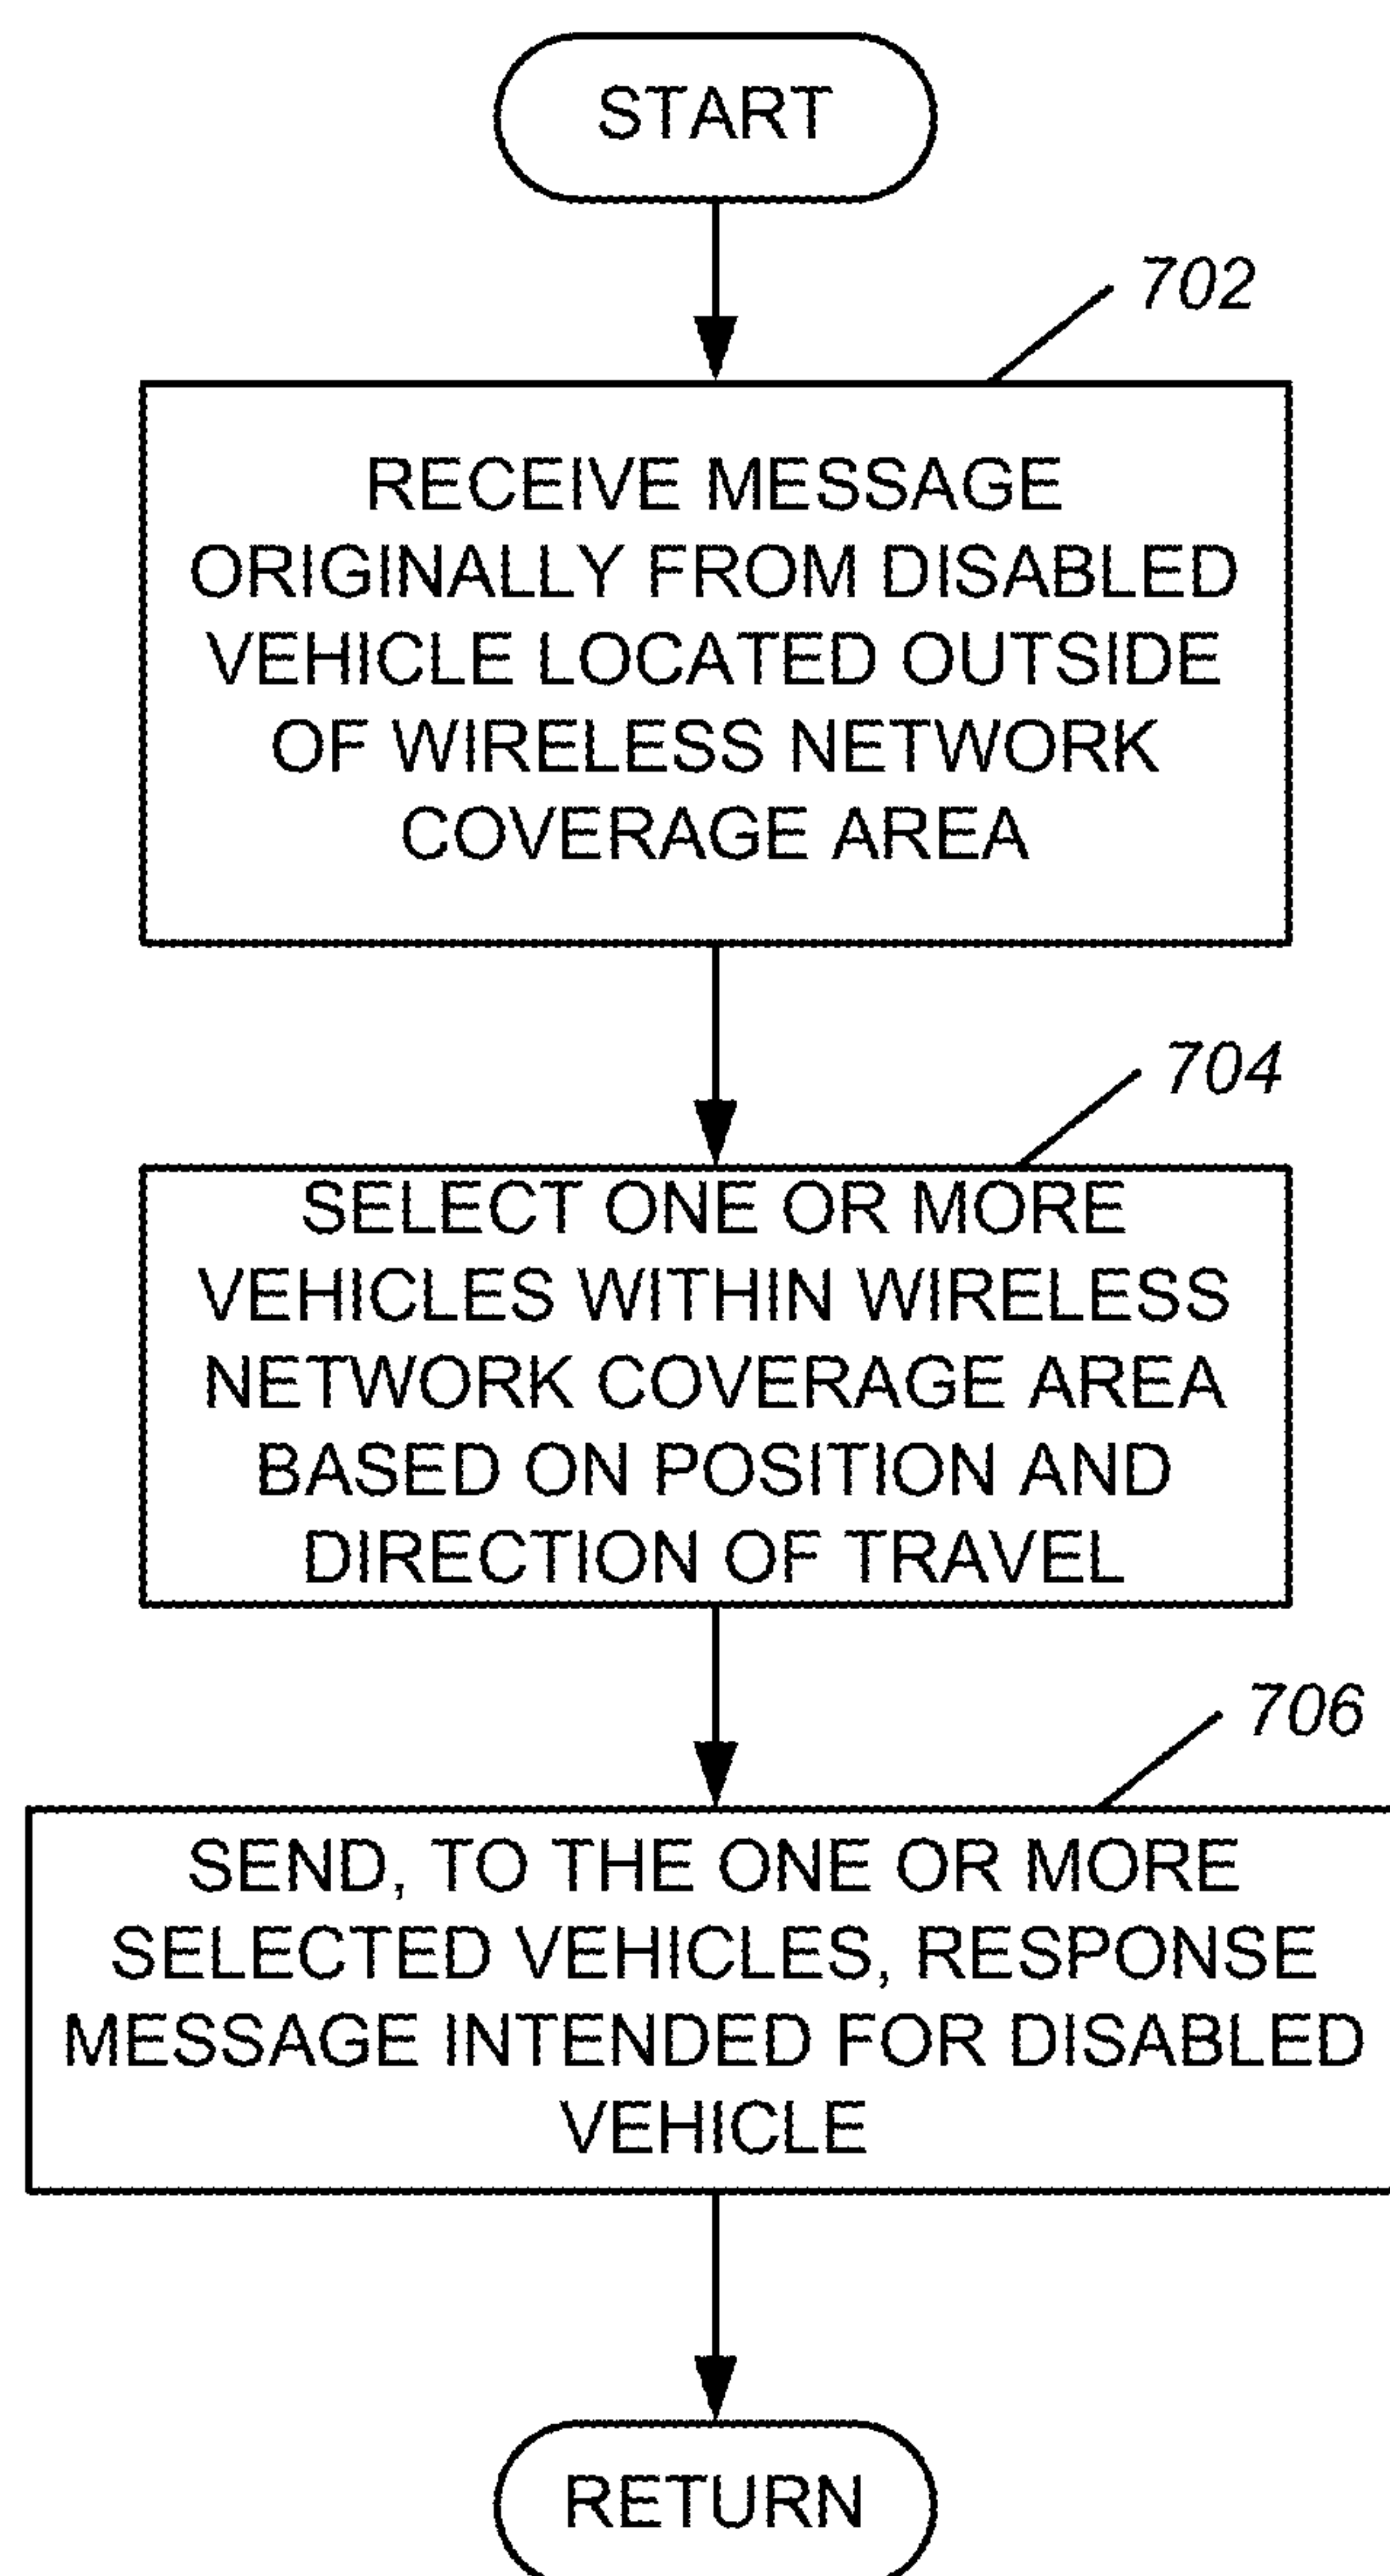 START
702
RECEIVE MESSAGE
ORIGINALLY FROM DISABLED
VEHICLE LOCATED OUTSIDE
OF WIRELESS NETWORK
COVERAGE AREA
704
SELECT ONE OR MORE
VEHICLES WITHIN WIRELESS
NETWORK COVERAGE AREA
BASED ON POSITION AND
DIRECTION OF TRAVEL
706
SEND, TO THE ONE OR MORE
SELECTED VEHICLES, RESPONSE
MESSAGE INTENDED FOR DISABLED
VEHICLE
RETURN